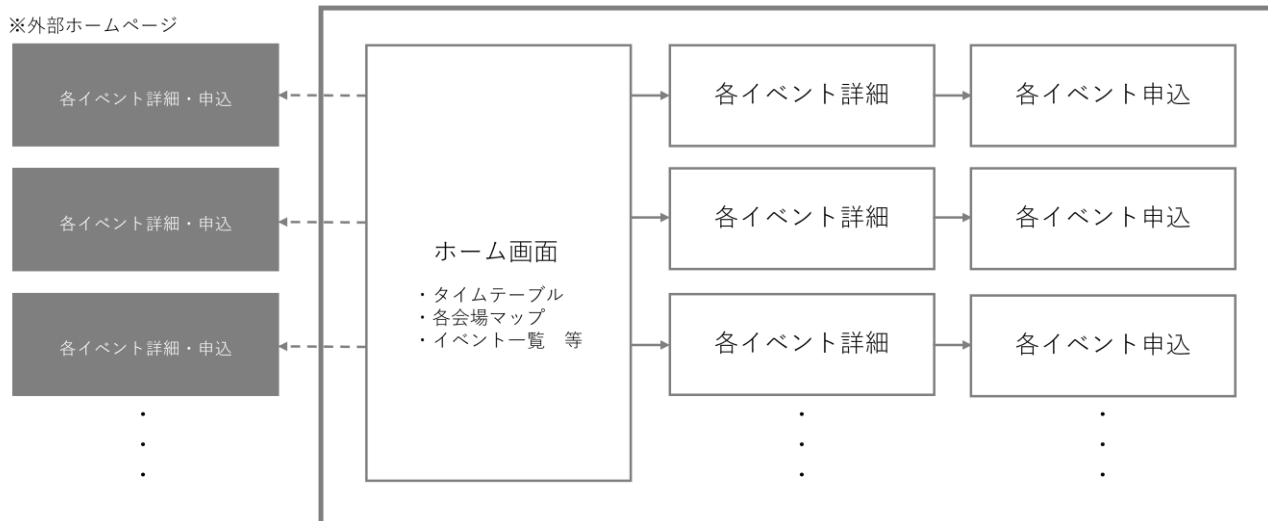 ※外部ホームページ
各イベント詳細・申込
各イベント詳細・申込
各イベント詳細・申込
・
・
・
ホーム画面
・タイムテーブル
・各会場マップ
・イベント一覧　等
各イベント詳細
各イベント申込
各イベント詳細
各イベント申込
各イベント詳細
各イベント申込
・
・
・
・
・
・